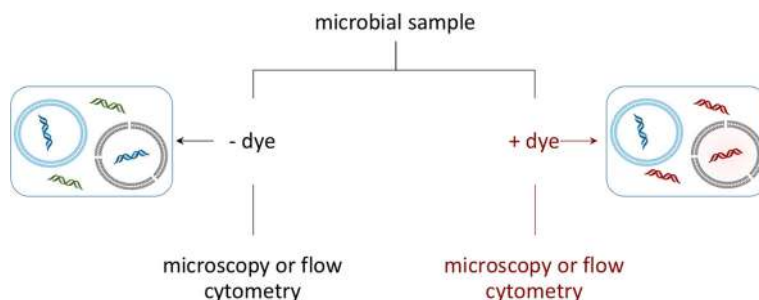 microbial sample
- dye
+ dye
microscopy or flow
cytometry
microscopy or flow
cytometry